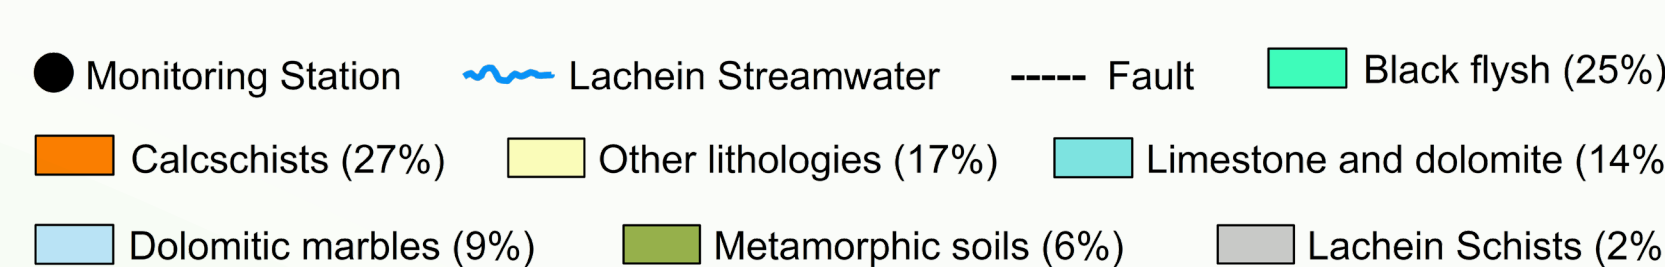 Monitoring Station Lachein Streamwater Fault Black flysh (25%)
Calcschists (27%) Other lithologies (17%) Limestone and dolomite (14%
Dolomitic marbles (9%) Metamorphic soils (6%) Lachein Schists (2%